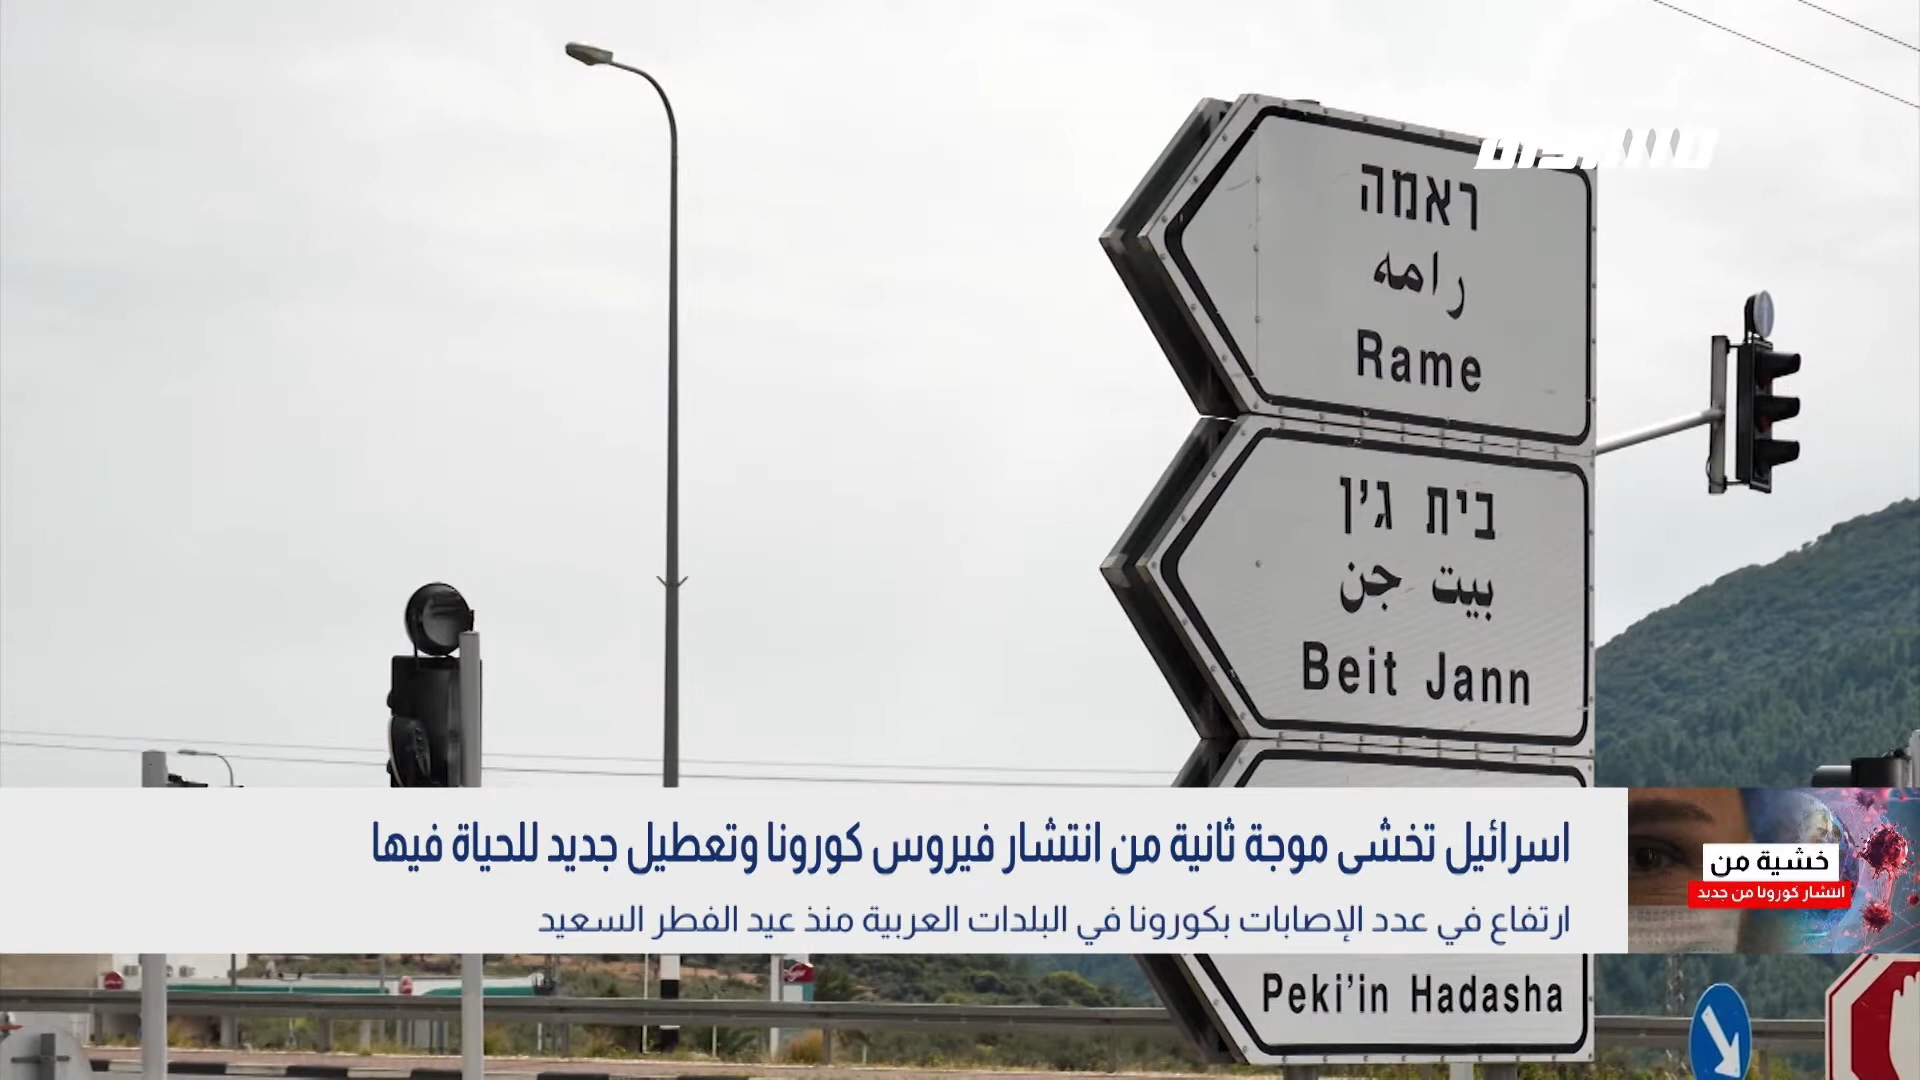 מساواة
ראמה
رامه
Rame
בית ג'ן
بيت جن
Beit Jann
اسرائيل تخشى موجة ثانية من انتشار فيروس كورونا وتعطيل جديد للحياة فيها
ارتفاع في عدد الإصابات بكورونا في البلدات العربية منذ عيد الفطر السعيد
خشية من
انتشار كورونا من جديد
Peki'in Hadasha